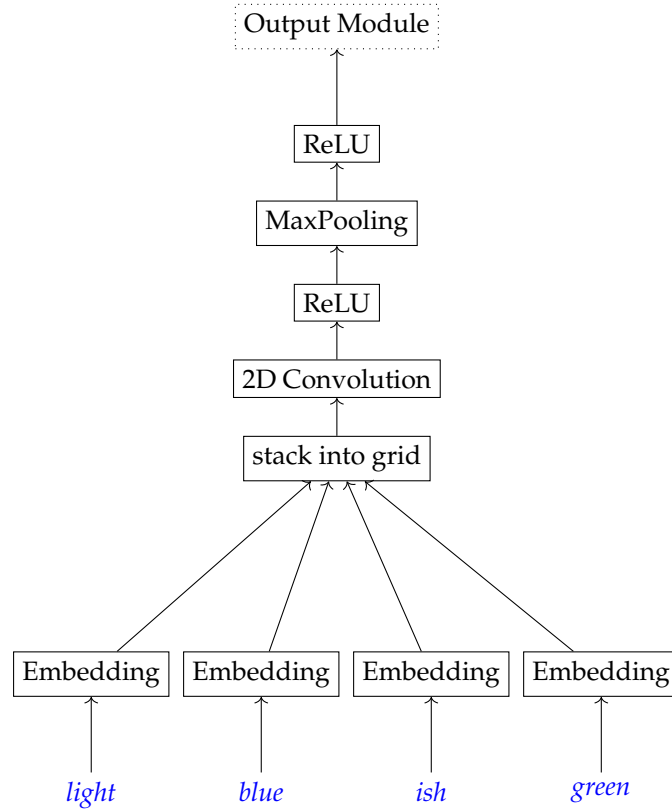 Output Module
ReLU
MaxPooling
ReLU
2D Convolution
stack into grid
Embedding Embedding Embedding Embedding
light blue ish green